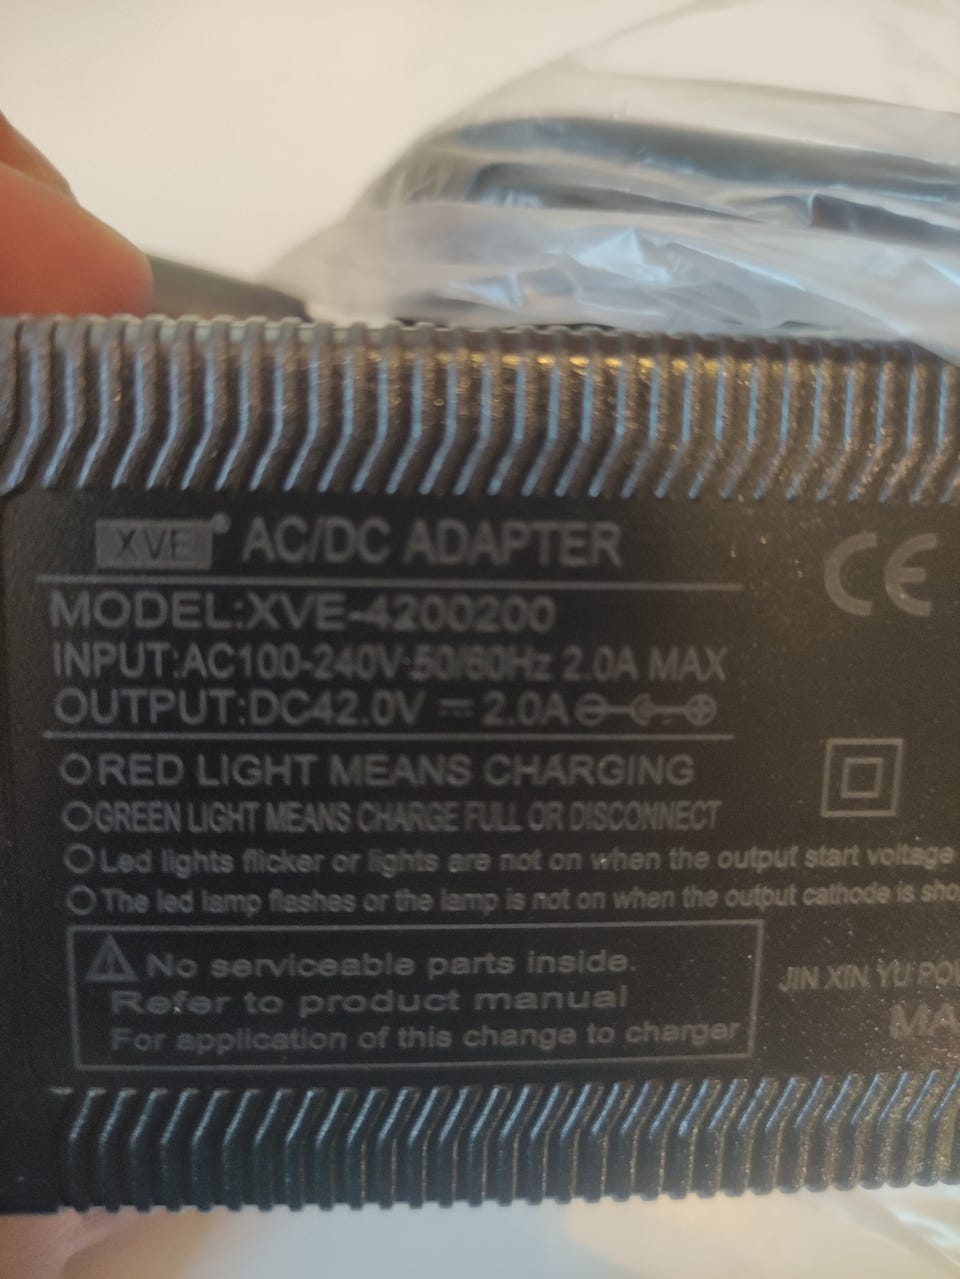 XVE® AC/DC ADAPTER
CE
MODEL:XVE-4200200
INPUT:AC100-240V 50/60Hz 2.0A MAX
OUTPUT:DC42.0V ⎓ 2.0A
RED LIGHT MEANS CHARGING
GREEN LIGHT MEANS CHARGE FULL OR DISCONNECT
Led lights flicker or lights are not on when the output start voltage
The led lamp flashes or the lamp is not on when the output cathode is
No serviceable parts inside.
Refer to product manual
For application of this change to charger
JIN XIN YU